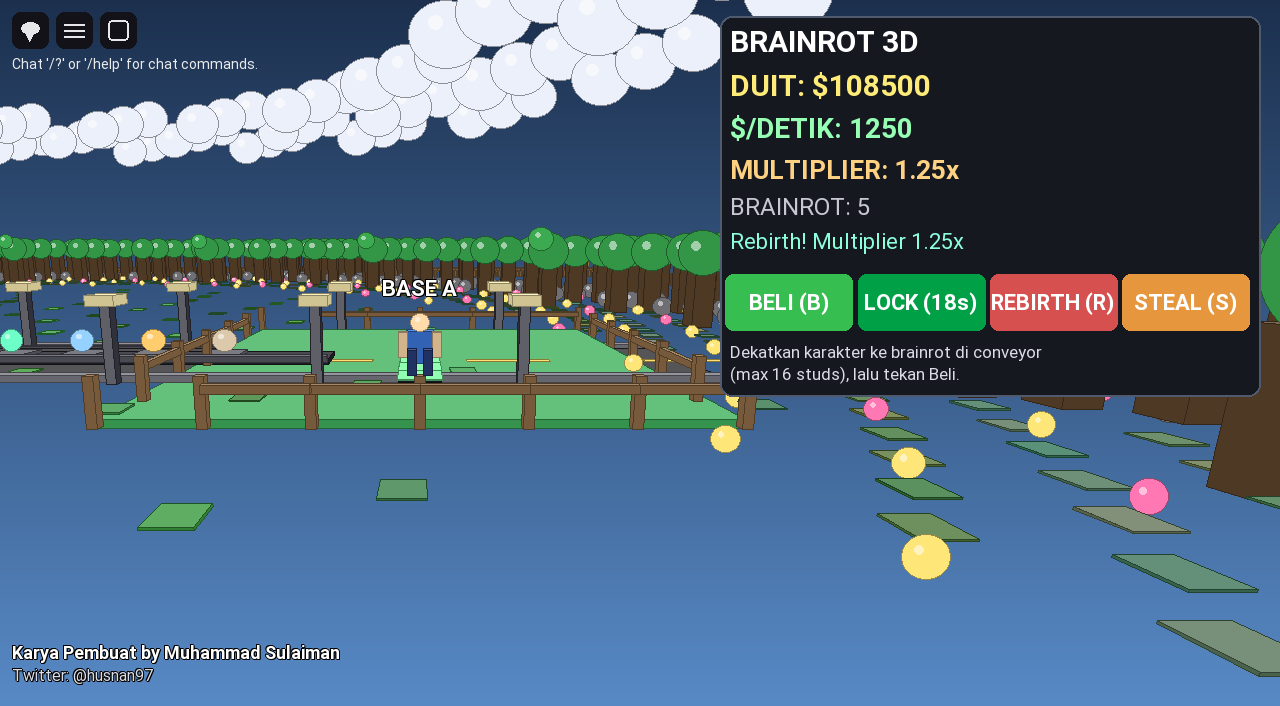 Chat '/?' or '/help' for chat commands.
BRAINROT 3D
DUIT: $108500
$/DETIK: 1250
MULTIPLIER: 1.25x
BRAINROT: 5
Rebirth! Multiplier 1.25x
BELI (B) LOCK (18s) REBIRTH (R) STEAL (S)
Dekatkan karakter ke brainrot di conveyor
(max 16 studs), lalu tekan Beli.
BASE A
Karya Pembuat by Muhammad Sulaiman
Twitter: @husnan97